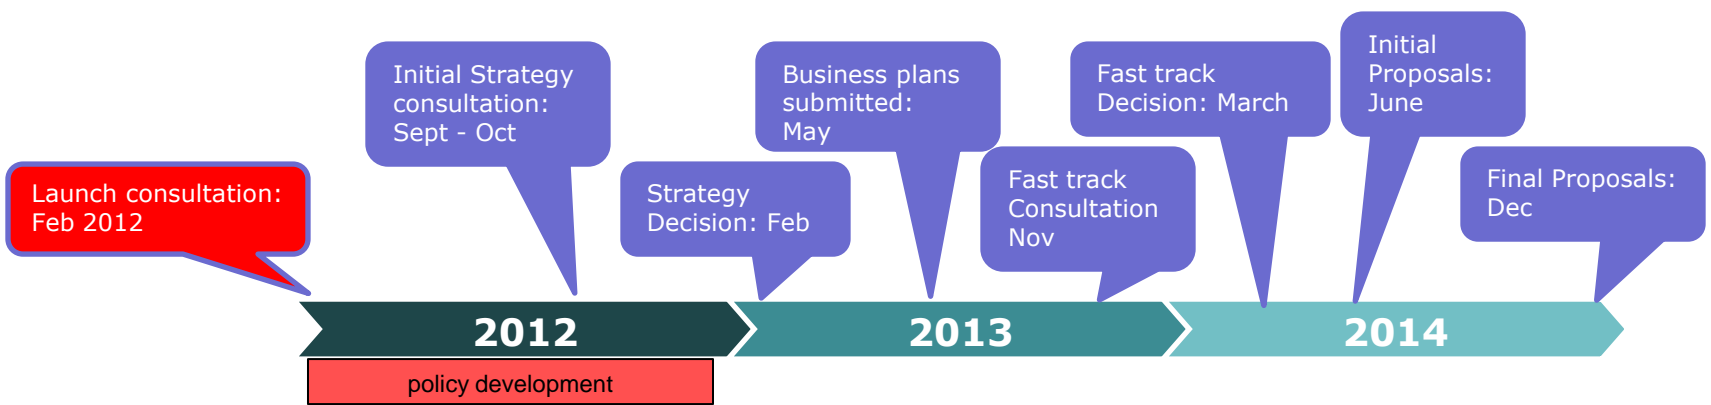 Launch consultation:
Feb 2012
Initial Strategy
consultation:
Sept - Oct
Strategy
Decision: Feb
Business plans
submitted:
May
Fast track
Consultation
Nov
Fast track
Decision: March
Initial
Proposals:
June
Final Proposals:
Dec
2012
2013
2014
policy development